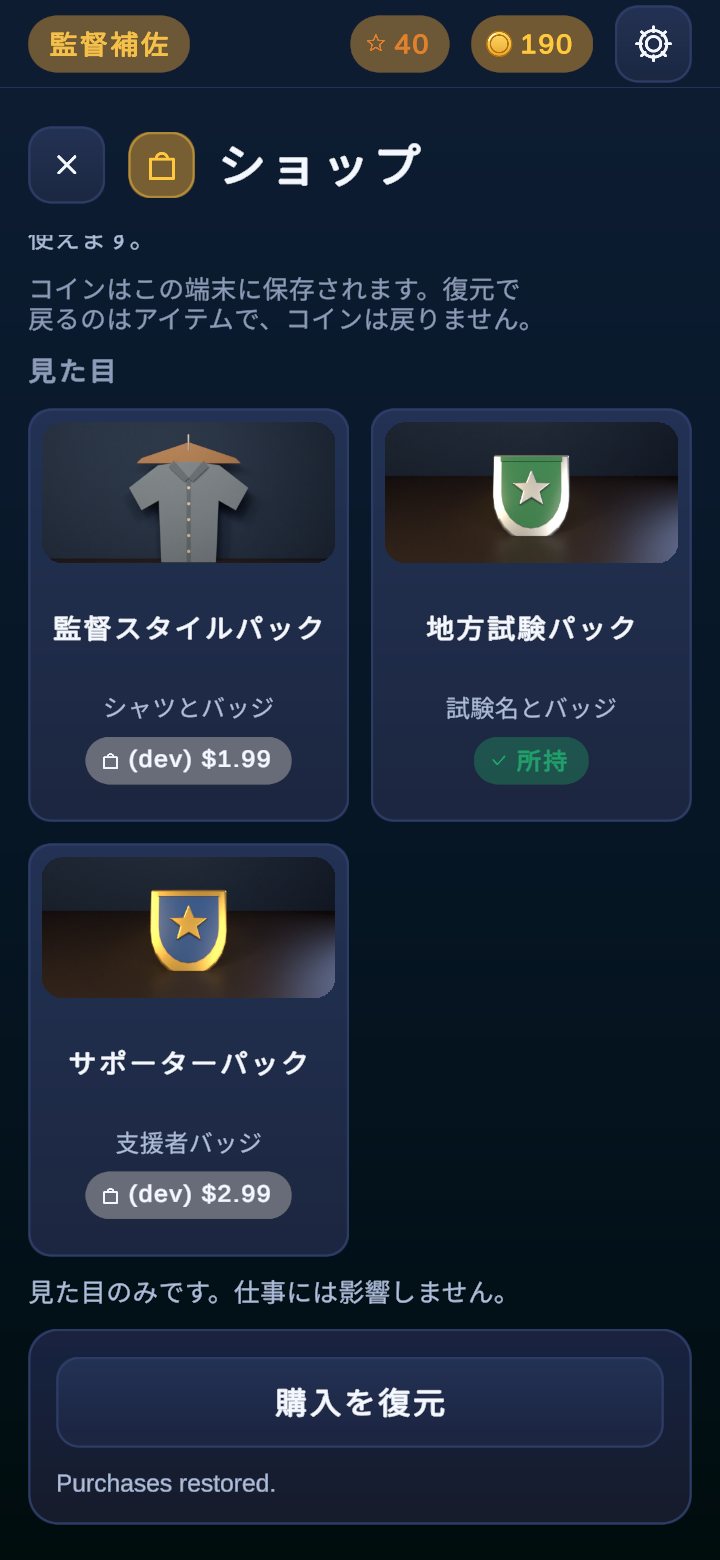 監督補佐
40
190
ショップ
使えます。
コインはこの端末に保存されます。復元で
戻るのはアイテムで、コインは戻りません。
見た目
監督スタイルパック
シャツとバッジ
(dev) $1.99
地方試験パック
試験名とバッジ
所持
サポーターパック
支援者バッジ
(dev) $2.99
見た目のみです。仕事には影響しません。
購入を復元
Purchases restored.